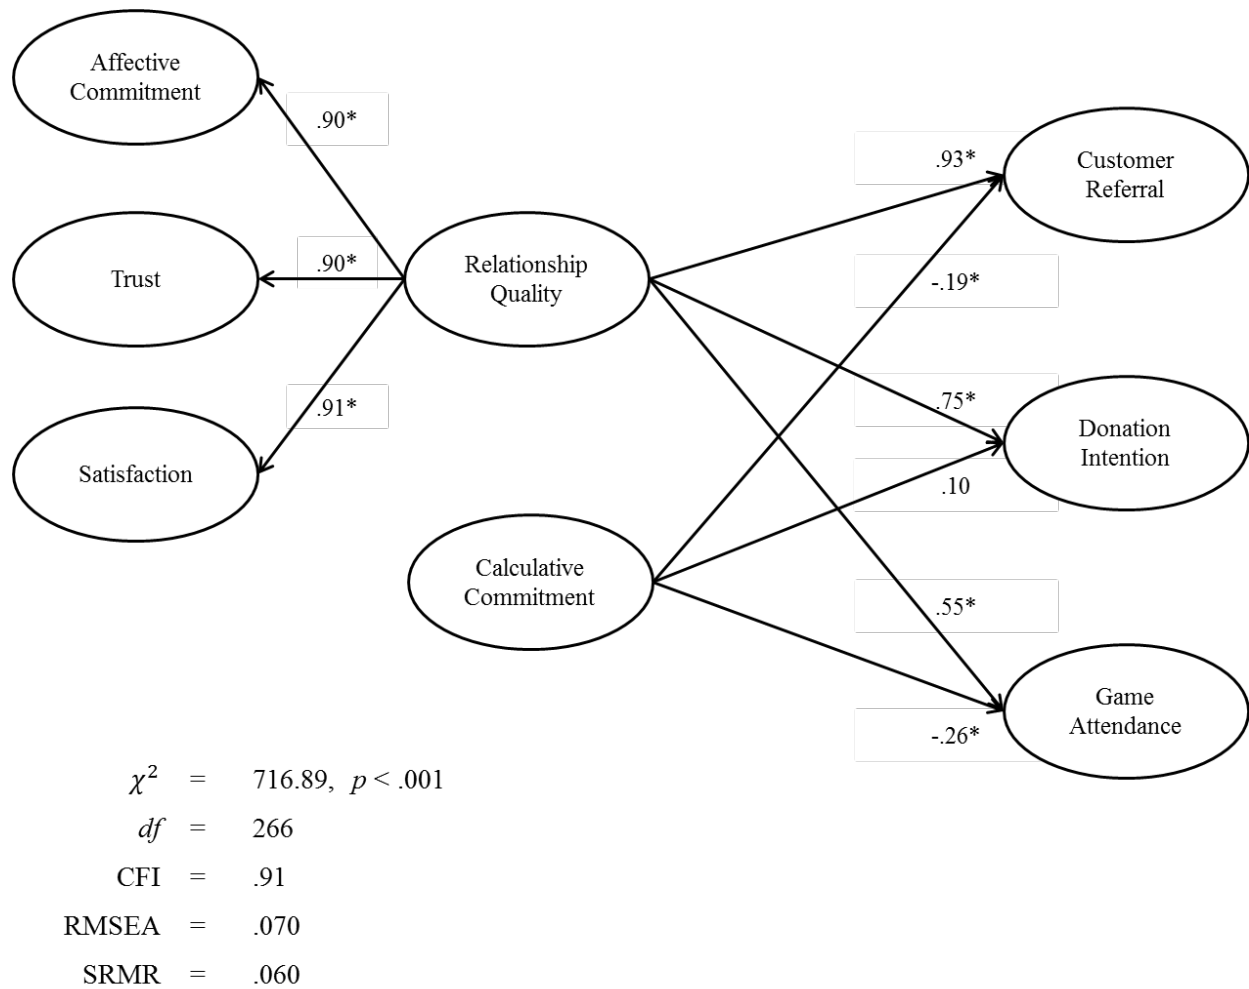 Affective
Commitment
.90*
Trust
.90*
Satisfaction
.91*
Relationship
Quality
Calculative
Commitment
.93*
-.19*
.75*
.10
.55*
-.26*
Customer
Referral
Donation
Intention
Game
Attendance
χ² = 716.89, p < .001
df = 266
CFI = .91
RMSEA = .070
SRMR = .060